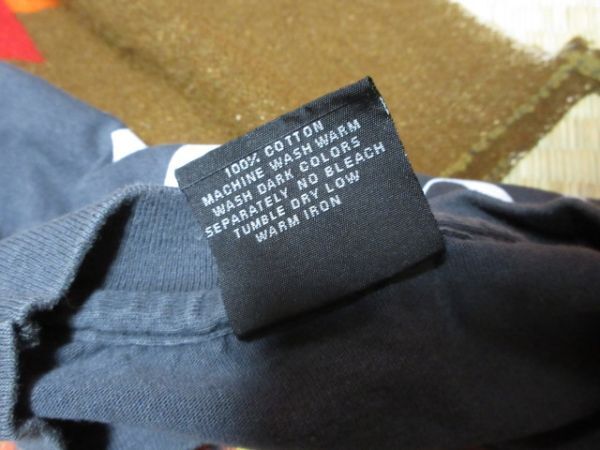 100% COTTON
MACHINE WASH WARM
WASH DARK COLORS
SEPARATELY NO BLEACH
TUMBLE DRY LOW
WARM IRON